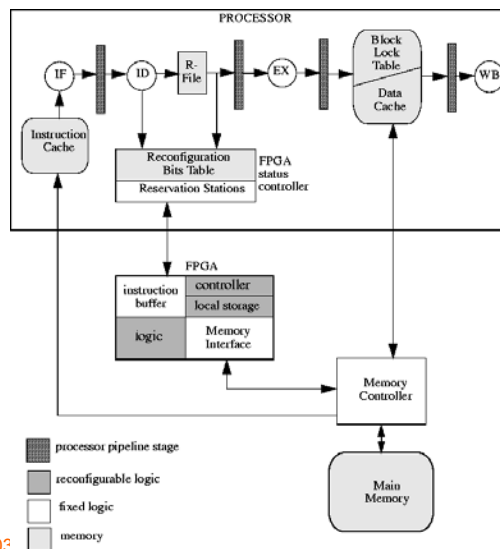 PROCESSOR
IF
ID
R-
File
EX
Block
Lock
Table
Data
Cache
WB
Instruction
Cache
Reconfiguration
Bits Table
Reservation Stations
FPGA
status
controller
FPGA
instruction
buffer
controller
local storage
logic
Memory
Interface
Memory
Controller
Main
Memory
processor pipeline stage
reconfigurable logic
fixed logic
memory